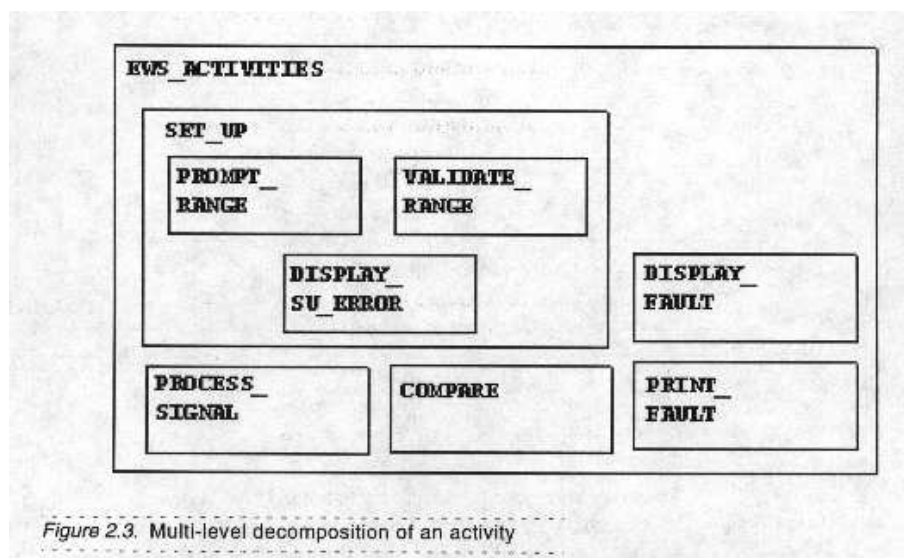 EWS_ACTIVITIES
SET_UP
PROMPT_
RANGE
VALIDATE_
RANGE
DISPLAY_
SU_ERROR
DISPLAY_
FAULT
PROCESS_
SIGNAL
COMPARE
PRINT_
FAULT
Figure 2.3. Multi-level decomposition of an activity